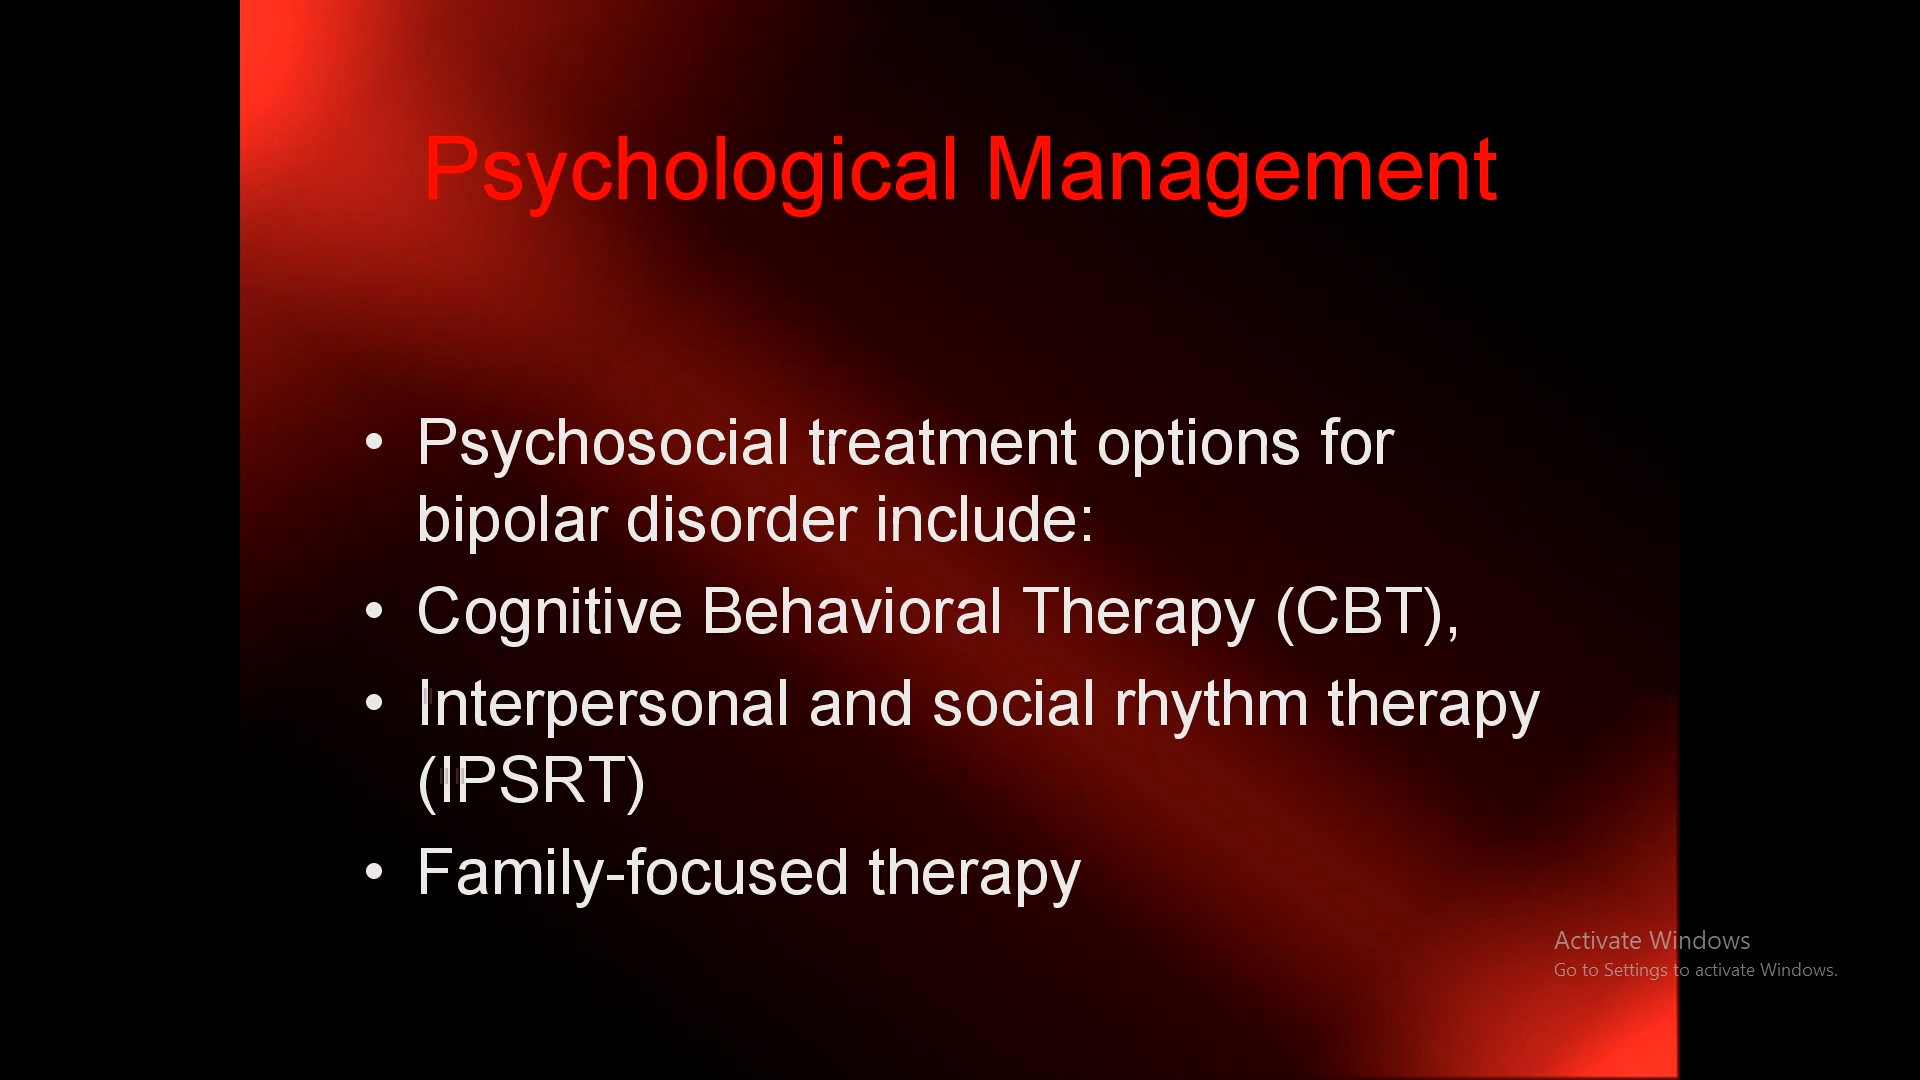 Psychological Management
• Psychosocial treatment options for
bipolar disorder include:
• Cognitive Behavioral Therapy (CBT),
• Interpersonal and social rhythm therapy
(IPSRT)
• Family-focused therapy
Activate Windows
Go to Settings to activate Windows.